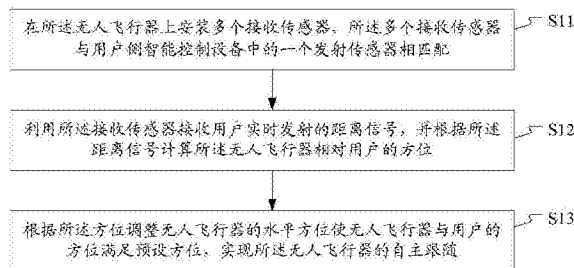 在所述无人飞行器上安装多个接收传感器，所述多个接收传感器
与用户侧智能控制设备中的一个发射传感器相匹配
S11
利用所述接收传感器接收用户实时发射的距离信号，并根据所述
距离信号计算所述无人飞行器相对用户的方位
S12
根据所述方位调整无人飞行器的水平方位使无人飞行器与用户的
方位满足预设方位，实现所述无人飞行器的自主跟随
S13